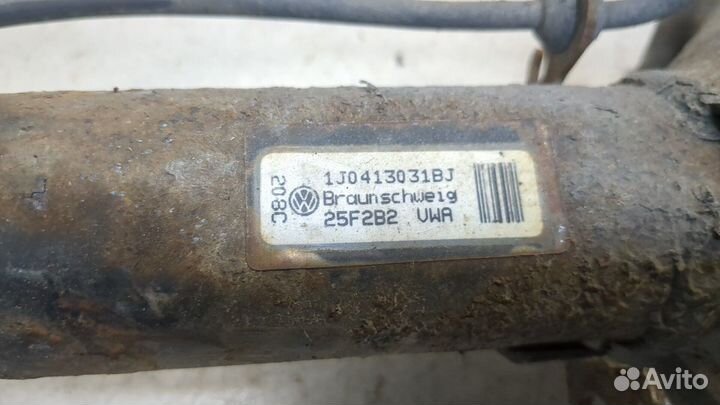 1J0413031BJ
Braunschweig
25F2B2 VWA
208C
Avito